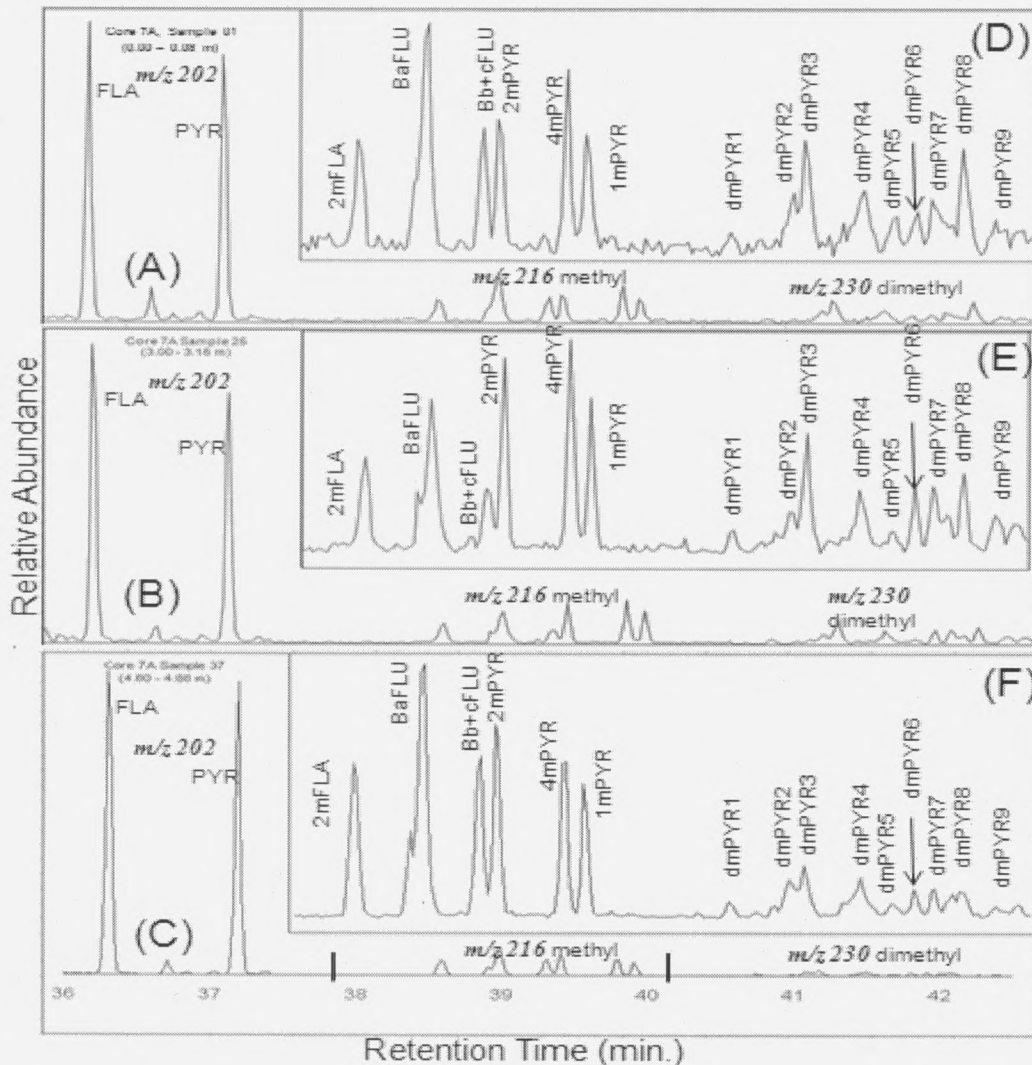 Relative Abundance
Core 7A, Sample 01
(0.00 – 0.08 m)
m/z 202
FLA
PYR
(A)
(D)
2mFLA
BaFLU
Bb+cFLU
2mPYR
4mPYR
1mPYR
dmPYR1
dmPYR2
dmPYR3
dmPYR4
dmPYR5
dmPYR6
dmPYR7
dmPYR8
dmPYR9
m/z 216 methyl
m/z 230 dimethyl
Core 7A Sample 26
m/z 202
FLA
PYR
(B)
(E)
2mFLA
BaFLU
Bb+cFLU
2mPYR
4mPYR
1mPYR
dmPYR1
dmPYR2
dmPYR3
dmPYR4
dmPYR5
dmPYR6
dmPYR7
dmPYR8
dmPYR9
m/z 216 methyl
m/z 230
dimethyl
Core 7A Sample 37
FLA
m/z 202
PYR
(C)
(F)
2mFLA
BaFLU
Bb+cFLU
2mPYR
4mPYR
1mPYR
dmPYR1
dmPYR2
dmPYR3
dmPYR4
dmPYR5
dmPYR6
dmPYR7
dmPYR8
dmPYR9
m/z 216 methyl
m/z 230 dimethyl
36 37 38 39 40 41 42
Retention Time (min.)